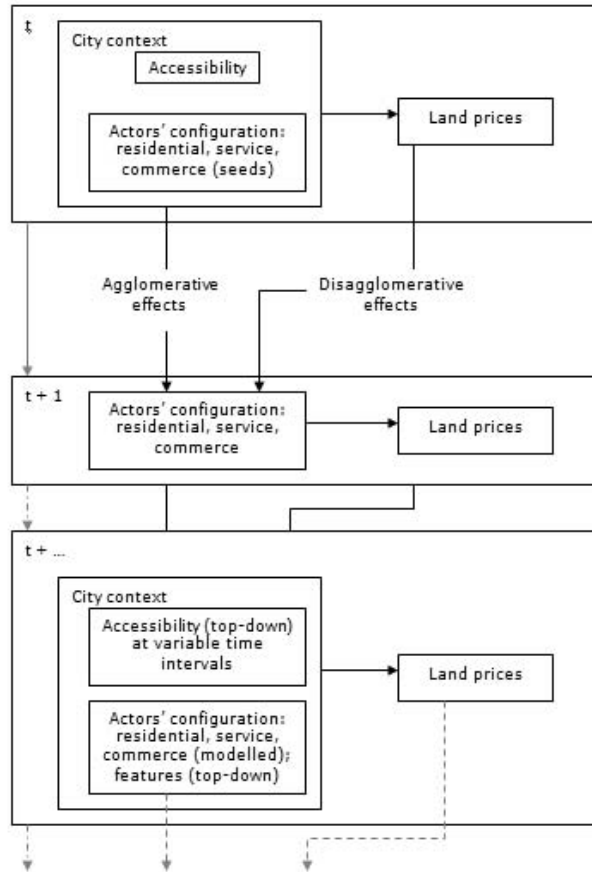 t
City context
Accessibility
Actors' configuration:
residential, service,
commerce (seeds)
Land prices
Agglomerative
effects
Disagglomerative
effects
t + 1
Actors' configuration:
residential, service,
commerce
Land prices
t + ...
City context
Accessibility (top-down)
at variable time
intervals
Actors' configuration:
residential, service,
commerce (modelled);
features (top-down)
Land prices